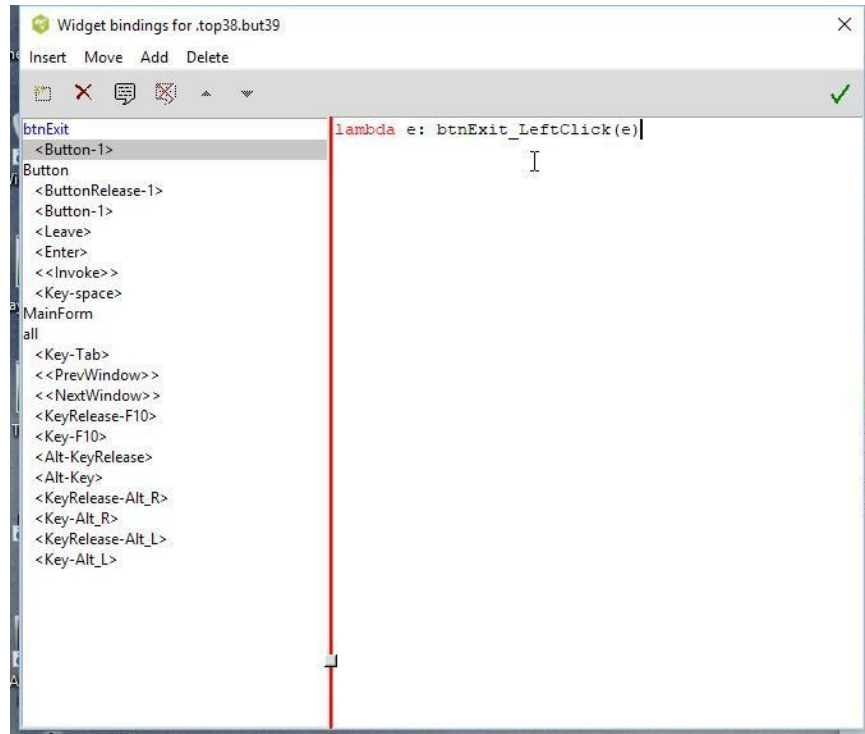 Widget bindings for .top38.but39
Insert Move Add Delete
btnExit
<Button-1>
Button
<ButtonRelease-1>
<Button-1>
<Leave>
<Enter>
<<Invoke>>
<Key-space>
MainForm
all
<Key-Tab>
<<PrevWindow>>
<<NextWindow>>
<KeyRelease-F10>
<Key-F10>
<Alt-KeyRelease>
<Alt-Key>
<KeyRelease-Alt_R>
<Key-Alt_R>
<KeyRelease-Alt_L>
<Key-Alt_L>
lambda e: btnExit_LeftClick(e)